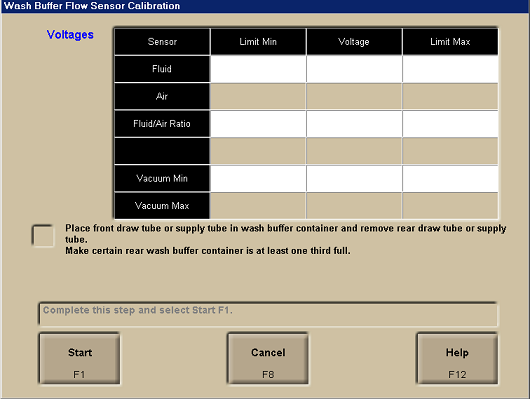 Wash Buffer Flow Sensor Calibration
Voltages
Sensor Limit Min Voltage Limit Max
Fluid
Air
Fluid/Air Ratio
Vacuum Min
Vacuum Max
Place front draw tube or supply tube in wash buffer container and remove rear draw tube or supply
tube.
Make certain rear wash buffer container is at least one third full.
Complete this step and select Start F1.
Start Cancel Help
F1 F8 F12